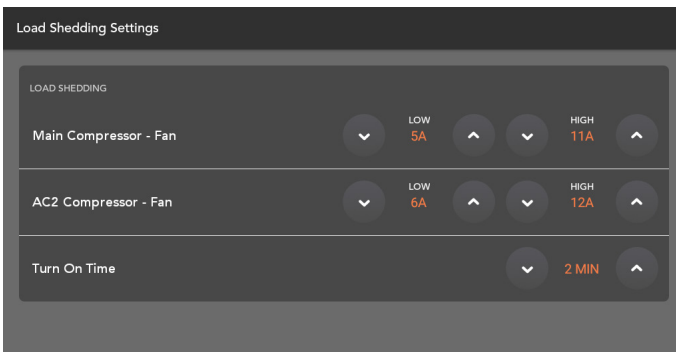 Load Shedding Settings
LOAD SHEDDING
Main Compressor - Fan
LOW
5A
HIGH
11A
AC2 Compressor - Fan
LOW
6A
HIGH
12A
Turn On Time
2 MIN